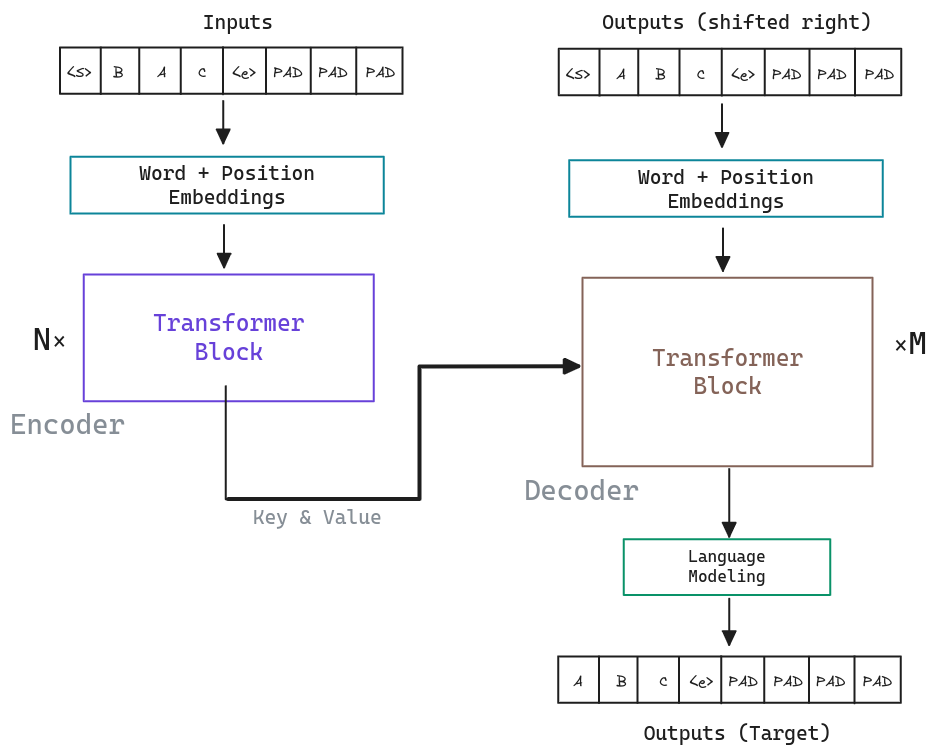 Inputs
<s> B A C <e> PAD PAD PAD
Word + Position
Embeddings
N×
Transformer
Block
Encoder
Key & Value
Outputs (shifted right)
<s> A B C <e> PAD PAD PAD
Word + Position
Embeddings
Transformer
Block
×M
Decoder
Language
Modeling
A B C <e> PAD PAD PAD PAD
Outputs (Target)